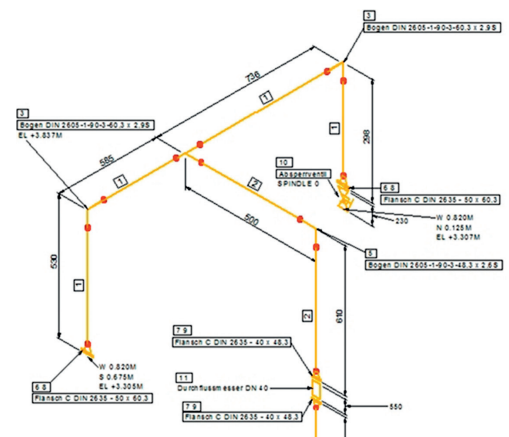 3
Bogen DIN 2605-1-90-3-60,3 x 2,9S
736
1
3
Bogen DIN 2605-1-90-3-60,3 x 2,9S
EL +3.837M
1
298
585
10
Absperrventil
SPINDLE 0
1
2
6 8
Flansch C DIN 2635 - 50 x 60,3
500
230
W 0.820M
N 0.125M
EL +3.307M
530
5
Bogen DIN 2605-1-90-3-48,3 x 2,6S
1
2
610
7 9
Flansch C DIN 2635 - 40 x 48,3
W 0.820M
S 0.675M
EL +3.305M
11
Durchflussmesser DN 40
6 8
Flansch C DIN 2635 - 50 x 60,3
7 9
Flansch C DIN 2635 - 40 x 48,3
550